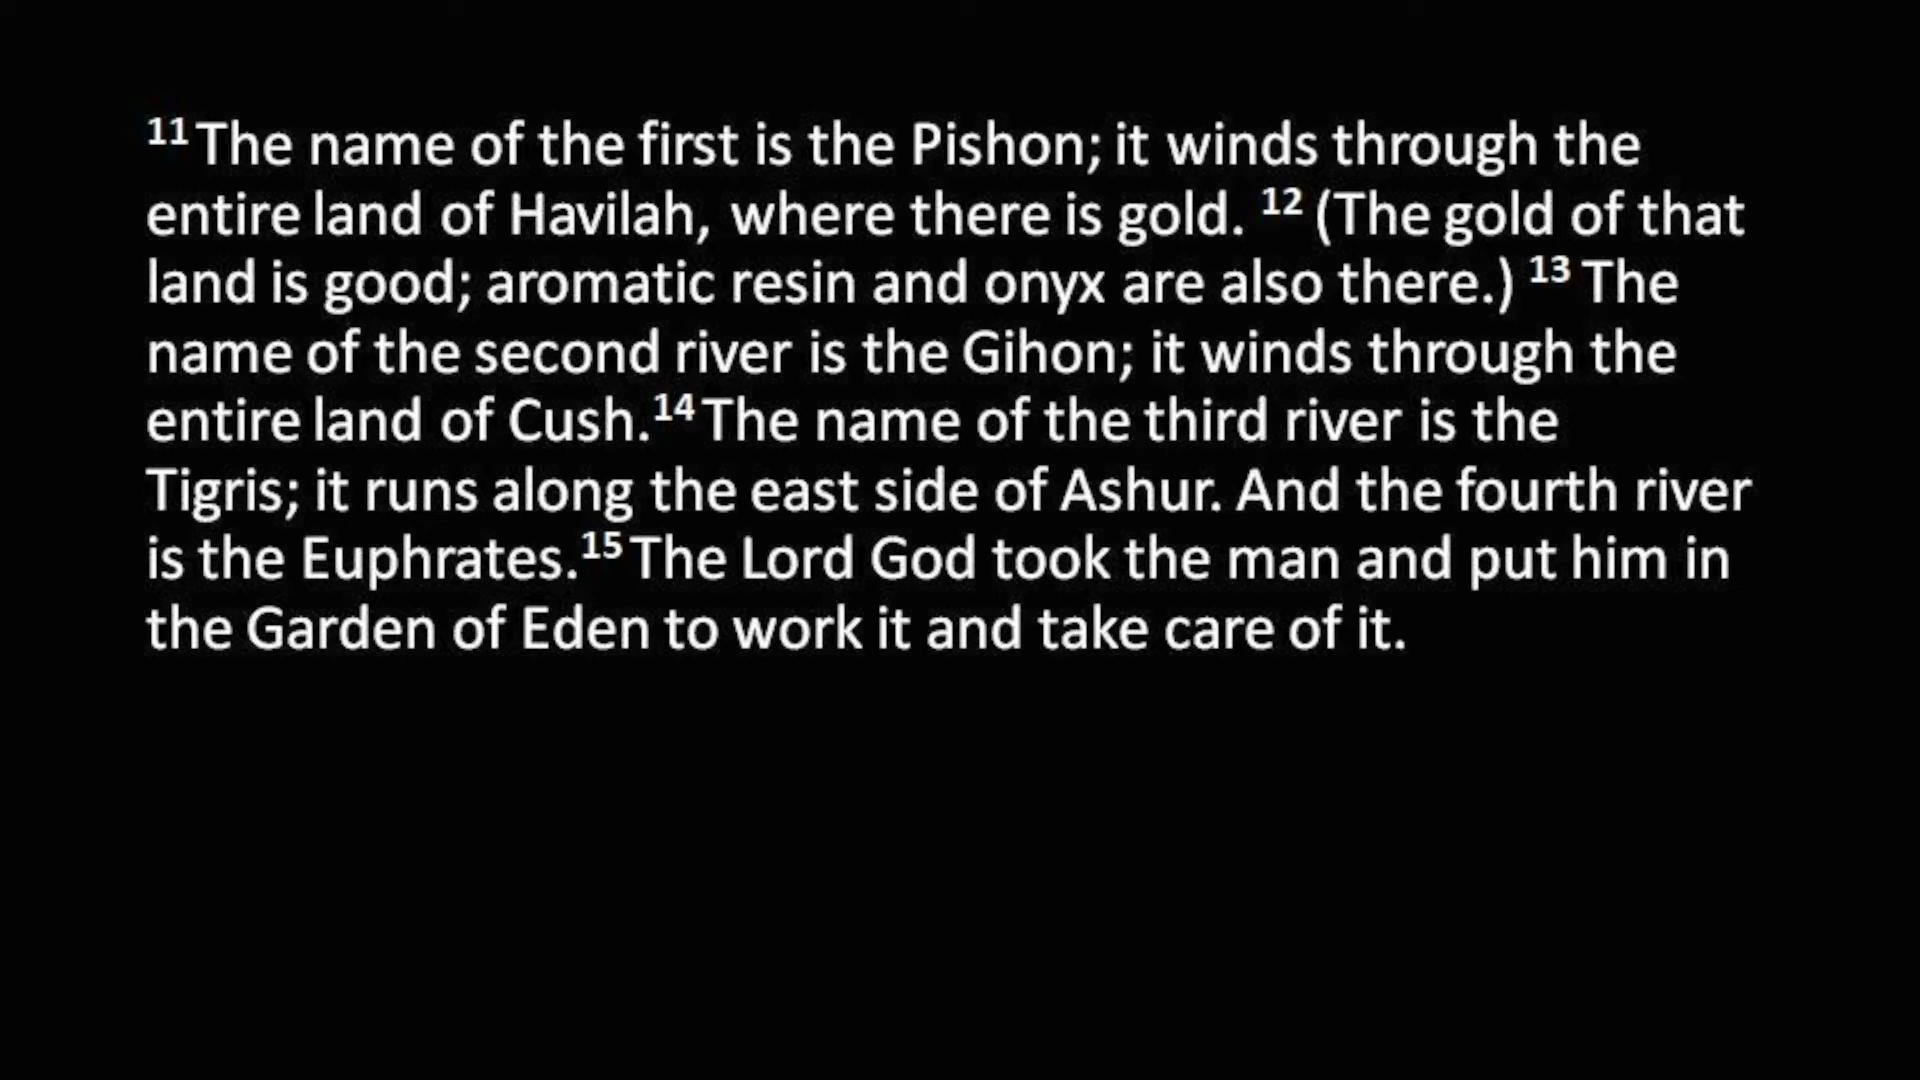 11 The name of the first is the Pishon; it winds through the
entire land of Havilah, where there is gold. 12 (The gold of that
land is good; aromatic resin and onyx are also there.) 13 The
name of the second river is the Gihon; it winds through the
entire land of Cush.14 The name of the third river is the
Tigris; it runs along the east side of Ashur. And the fourth river
is the Euphrates.15 The Lord God took the man and put him in
the Garden of Eden to work it and take care of it.